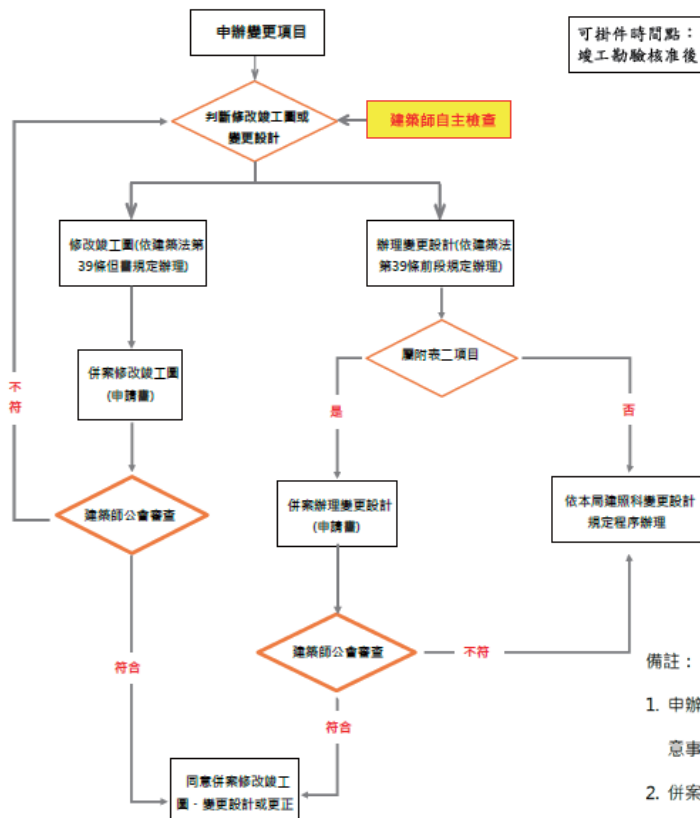 申辦變更項目
可掛件時間點：
竣工勘驗核准後
判斷修改竣工圖或
變更設計
建築師自主檢查
修改竣工圖(依建築法第
39條但書規定辦理)
辦理變更設計(依建築法
第39條前段規定辦理)
屬附表二項目
併案修改竣工圖
(申請書)
不
符
是
否
建築師公會審查
併案辦理變更設計
(申請書)
依本局建照科變更設計
規定程序辦理
建築師公會審查
不符
符合
符合
同意併案修改竣工
圖、變更設計或更正
備註：
1. 申辦
意事
2. 併案